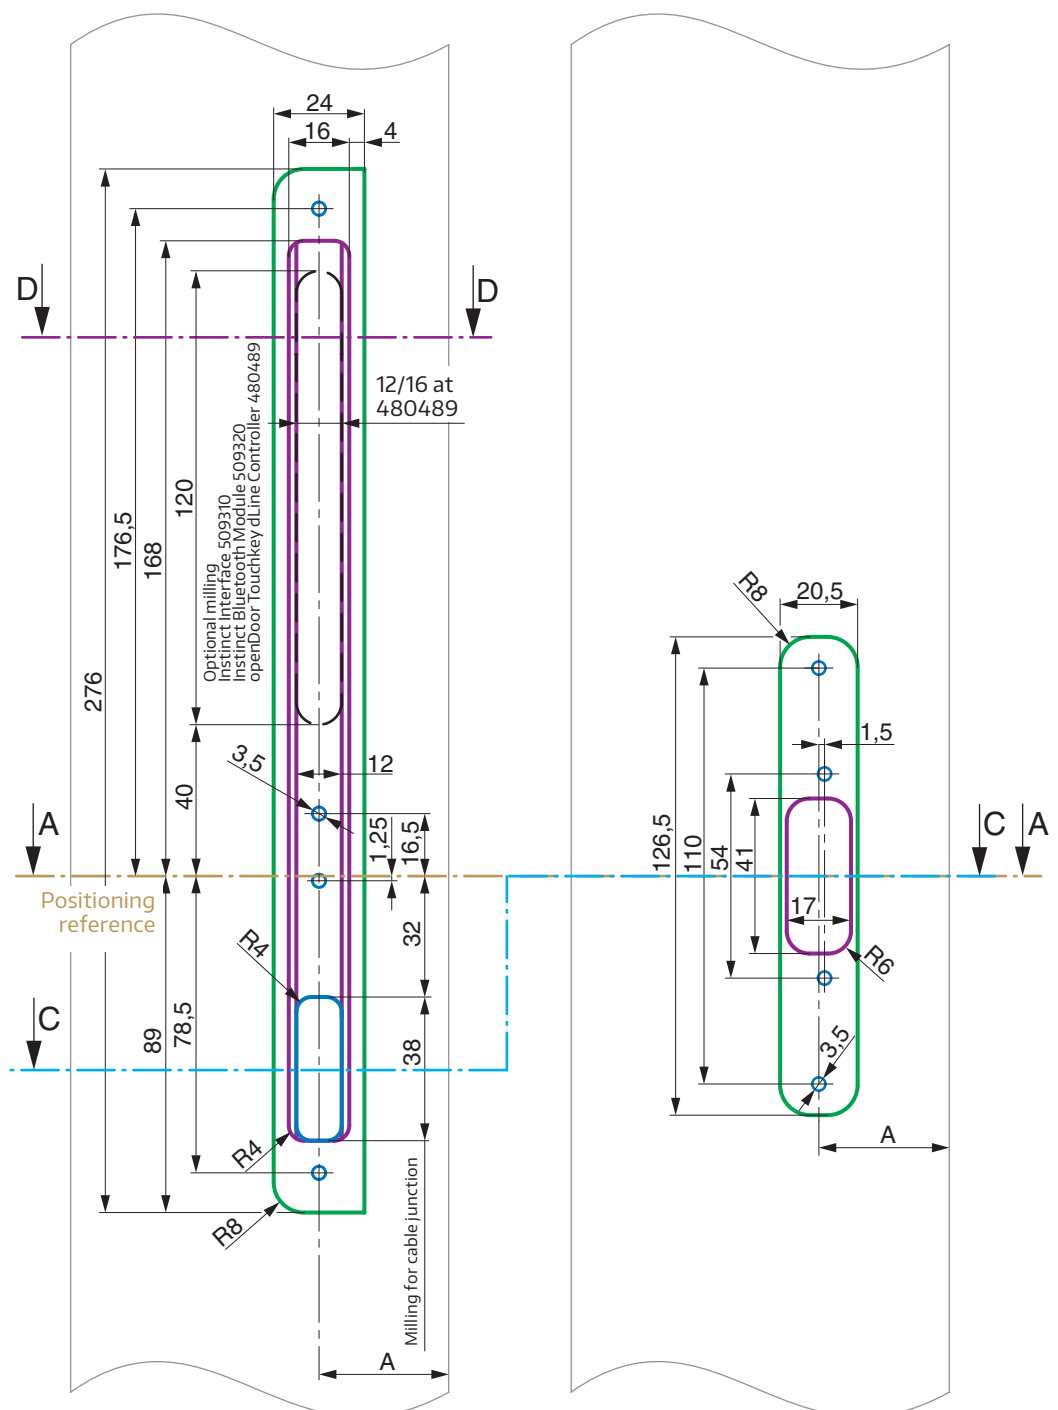 24
16
4
D
D
12/16 at
480489
Optional milling
Instinct Interface 509310
Instinct Bluetooth Module 509320
openDoor Touchkey dLine Controller 480489
120
176,5
168
276
40
3,5
12
1,25
16,5
A
Positioning
reference
32
R4
C
89
78,5
38
R4
R8
Milling for cable junction
A
R8
20,5
1,5
126,5
110
54
41
17
C
A
R6
3,5
A